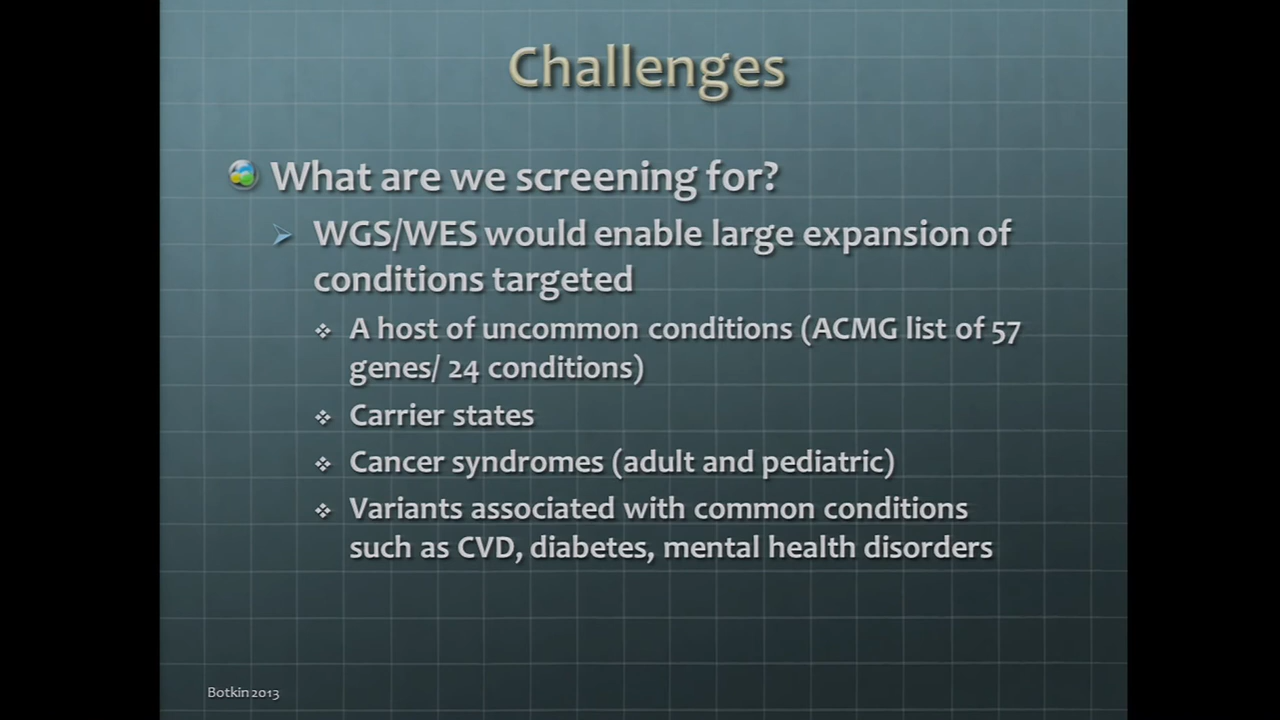 Challenges
What are we screening for?
WGS/WES would enable large expansion of
conditions targeted
A host of uncommon conditions (ACMG list of 57
genes/ 24 conditions)
Carrier states
Cancer syndromes (adult and pediatric)
Variants associated with common conditions
such as CVD, diabetes, mental health disorders
Botkin 2013